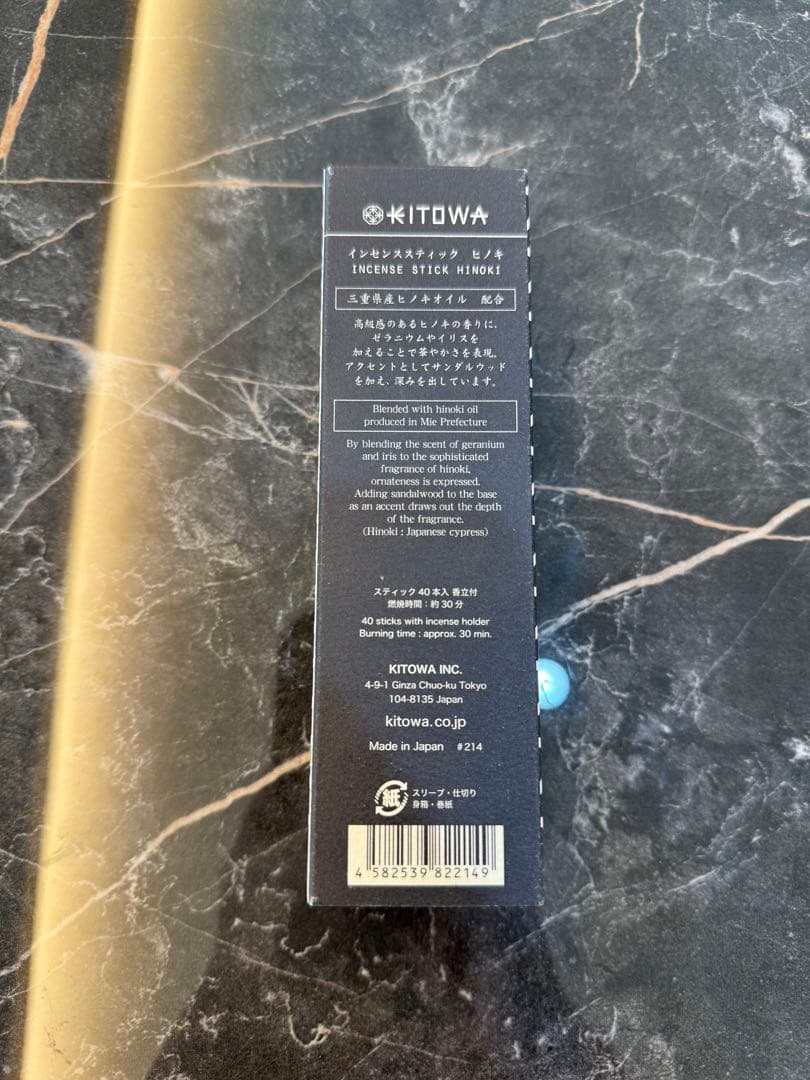 KITOWA
インセンススティック ヒノキ
INCENSE STICK HINOKI
三重県産ヒノキオイル 配合
高級感のあるヒノキの香りに、
ゼラニウムやイリスを
加えることで華やかさを表現。
アクセントとしてサンダルウッド
を加え、深みを出しています。
Blended with hinoki oil
produced in Mie Prefecture
By blending the scent of geranium
and iris to the sophisticated
fragrance of hinoki,
ornateness is expressed.
Adding sandalwood to the base
as an accent draws out the depth
of the fragrance.
(Hinoki : Japanese cypress)
スティック40本入 香立付
燃焼時間：約30分
40 sticks with incense holder
Burning time : approx. 30 min.
KITOWA INC.
4-9-1 Ginza Chuo-ku Tokyo
104-8135 Japan
kitowa.co.jp
Made in Japan #214
紙
スリーブ・仕切り
身箱・巻紙
4 582539 822149